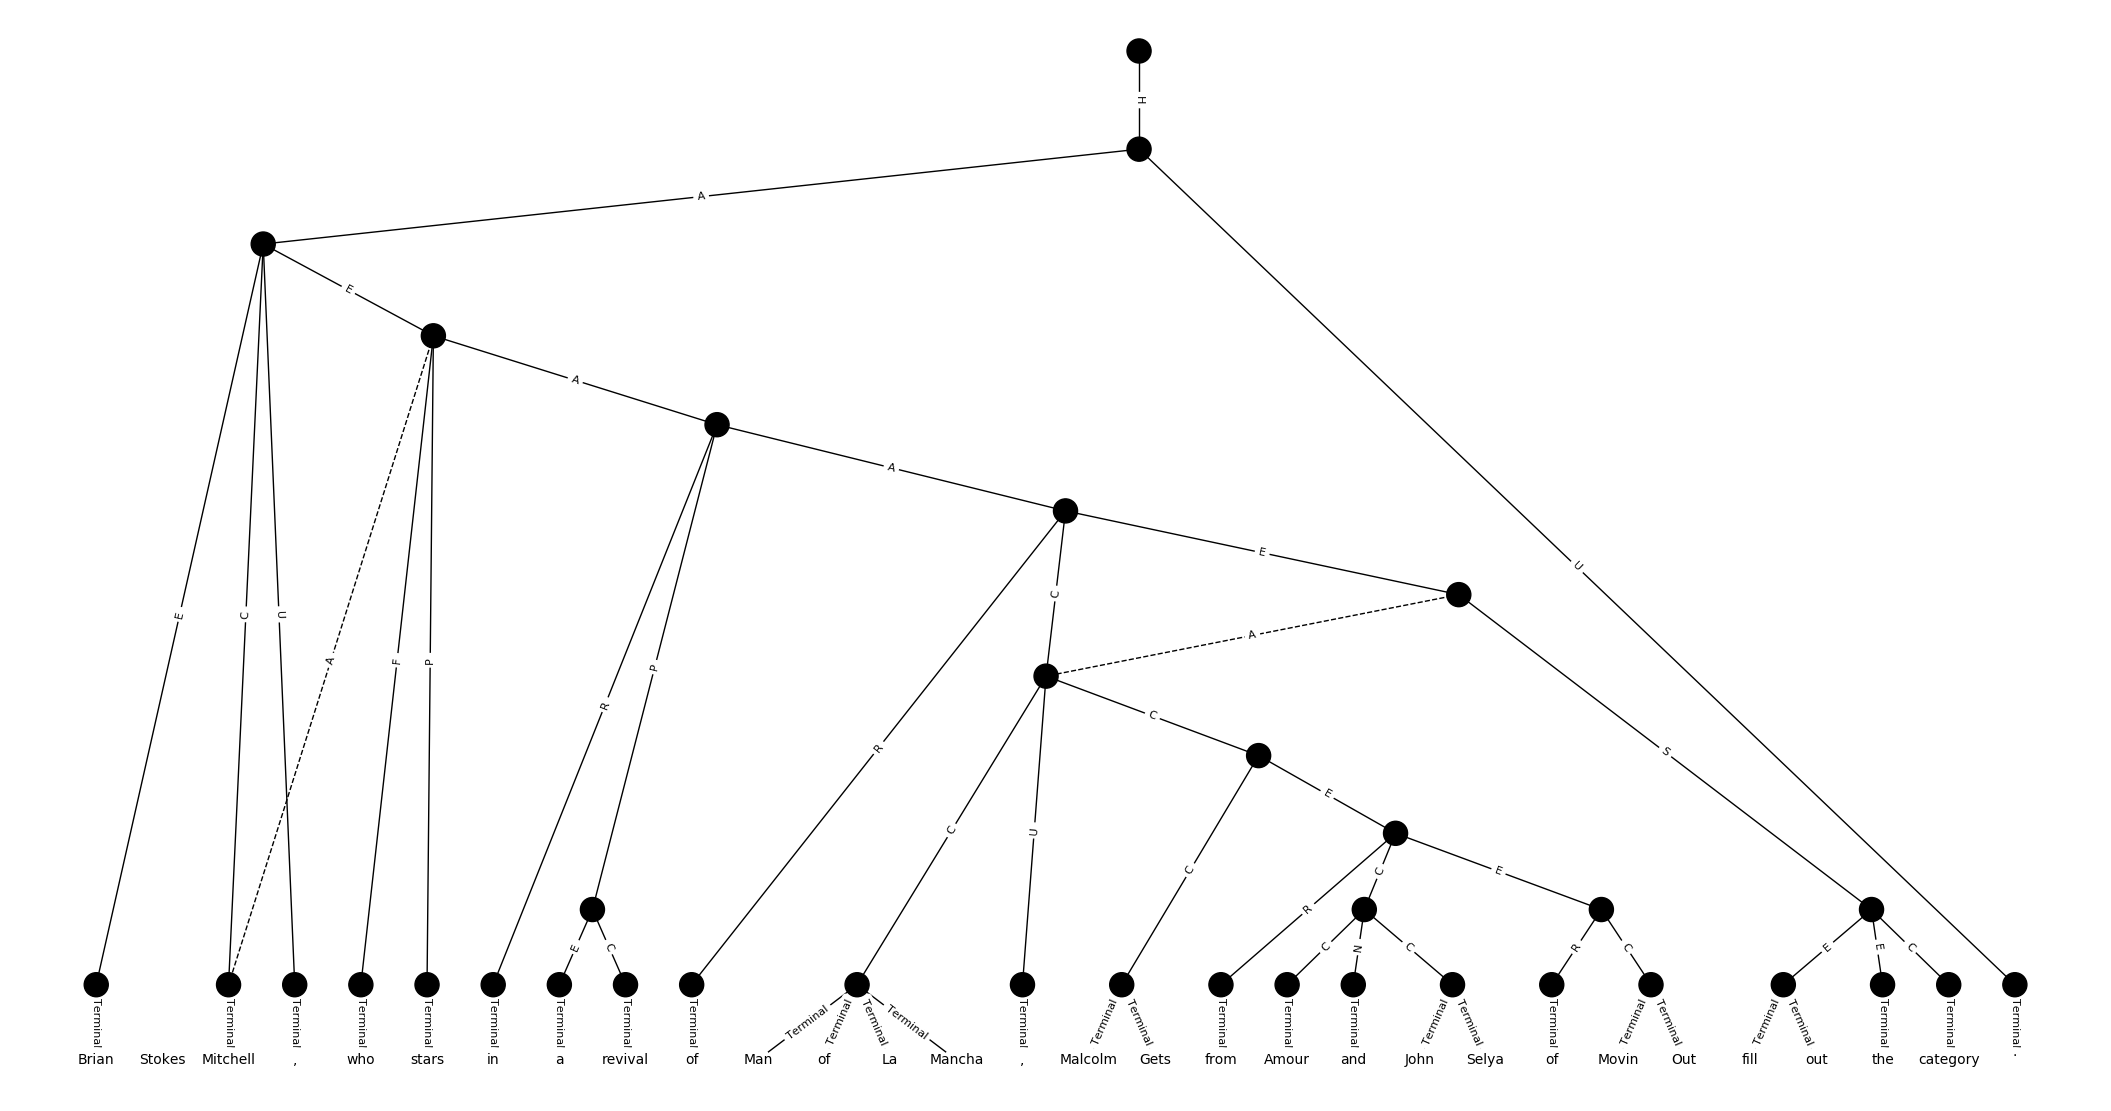 H
A
E
A
A
E
U
E
C
U
A
F
P
R
P
C
A
R
C
S
C
U
E
C
R
C
E
E
C
C
N
C
R
C
E
E
C
Terminal Terminal Terminal Terminal Terminal Terminal Terminal Terminal Terminal Terminal Terminal Terminal Terminal Terminal Terminal Terminal Terminal Terminal Terminal Terminal Terminal Terminal Terminal Terminal Terminal Terminal Terminal Terminal Terminal
Brian Stokes Mitchell , who stars in a revival of Man of La Mancha , Malcolm Gets from Amour and John Selya of Movin Out fill out the category .